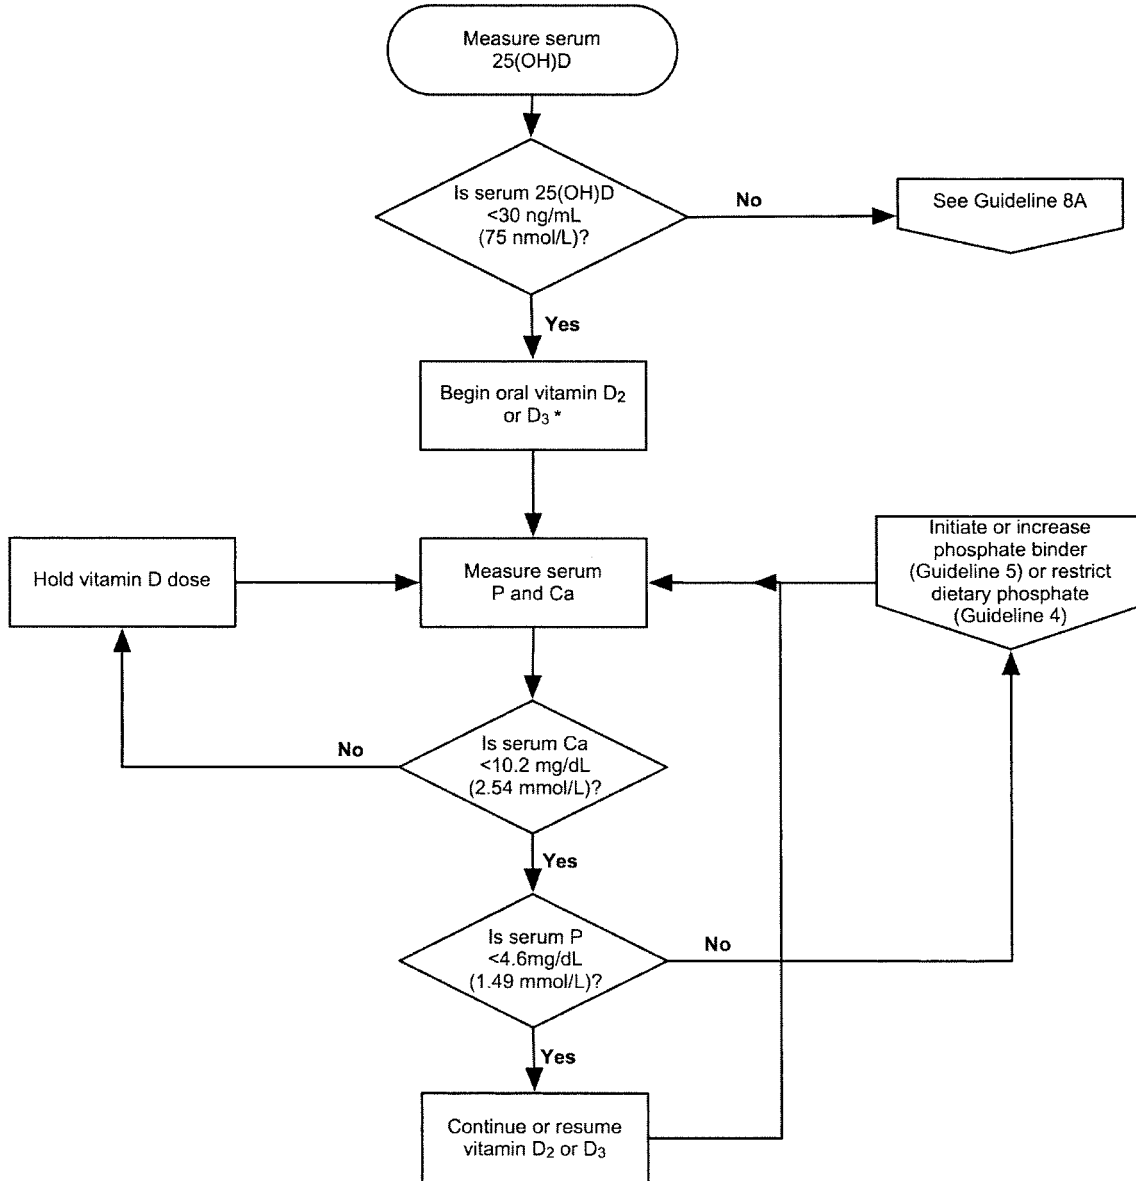 Measure serum
25(OH)D
Is serum 25(OH)D
<30 ng/mL
(75 nmol/L)?
No
See Guideline 8A
Yes
Begin oral vitamin D2
or D3 *
Hold vitamin D dose
Measure serum
P and Ca
Initiate or increase
phosphate binder
(Guideline 5) or restrict
dietary phosphate
(Guideline 4)
No
Is serum Ca
<10.2 mg/dL
(2.54 mmol/L)?
Yes
Is serum P
<4.6mg/dL
(1.49 mmol/L)?
No
Yes
Continue or resume
vitamin D2 or D3